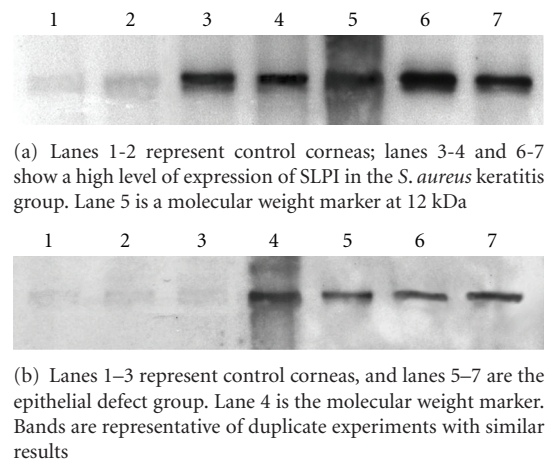 1 2 3 4 5 6 7
(a) Lanes 1-2 represent control corneas; lanes 3-4 and 6-7
show a high level of expression of SLPI in the S. aureus keratitis
group. Lane 5 is a molecular weight marker at 12 kDa
1 2 3 4 5 6 7
(b) Lanes 1–3 represent control corneas, and lanes 5–7 are the
epithelial defect group. Lane 4 is the molecular weight marker.
Bands are representative of duplicate experiments with similar
results